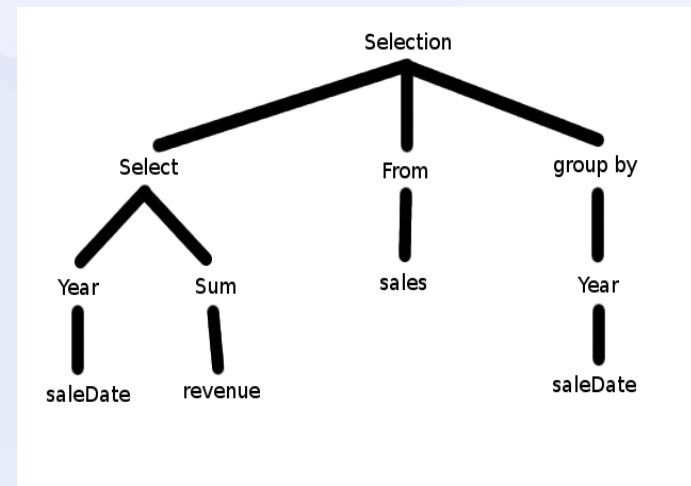 Selection
Select
From
group by
Year
Sum
sales
Year
saleDate
revenue
saleDate